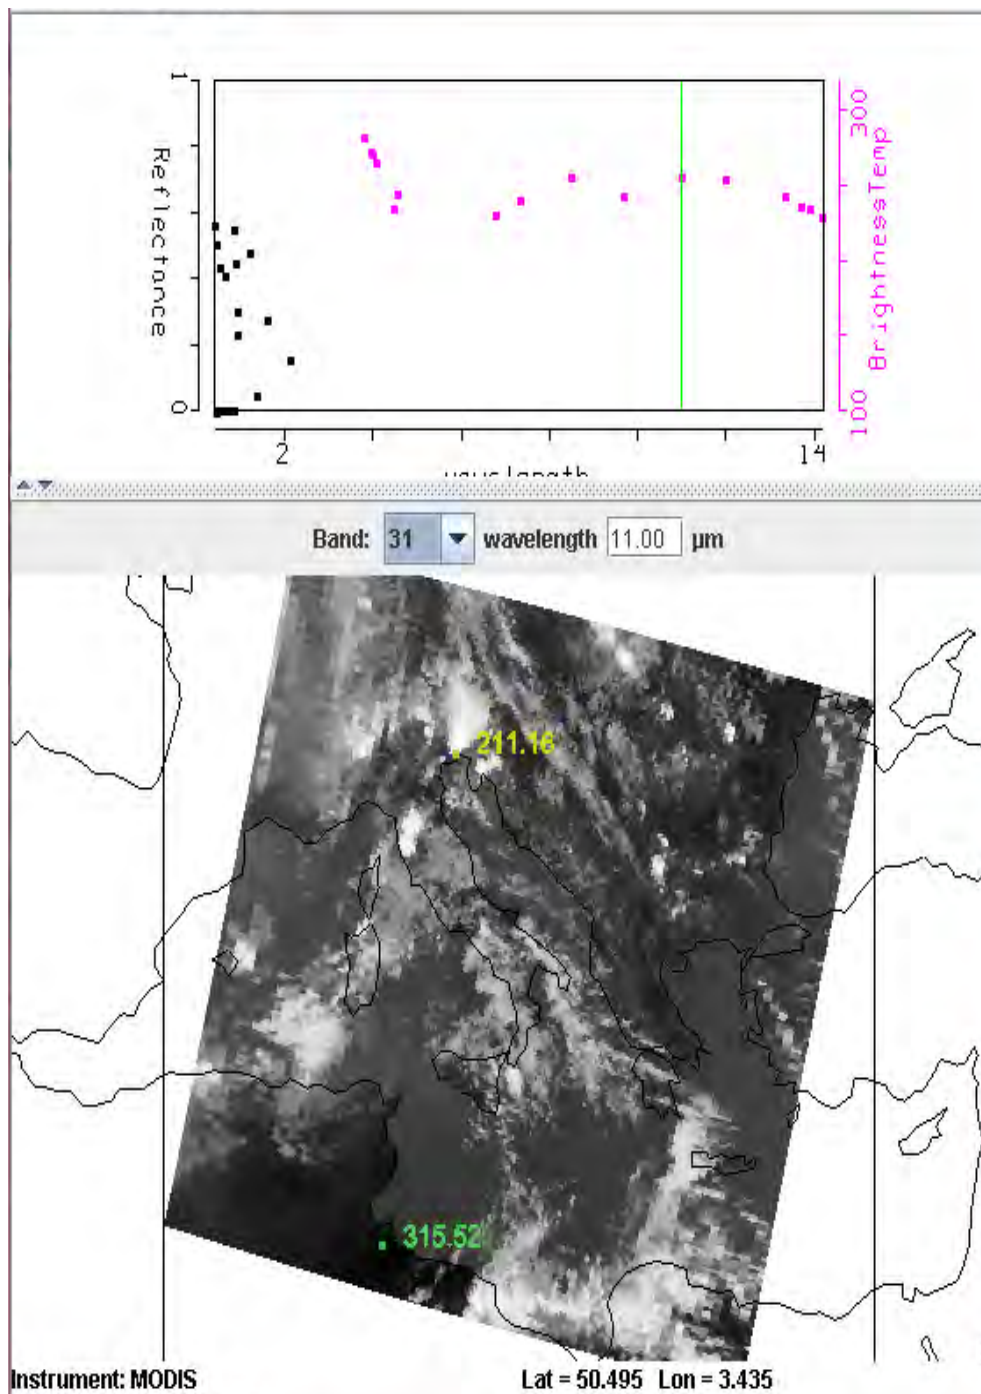 1
Reflectance
0
300
BrightnessTemp
100
2
14
wavelength
Band: 31 wavelength 11.00 µm
211.16
315.52
Instrument: MODIS Lat = 50.495 Lon = 3.435